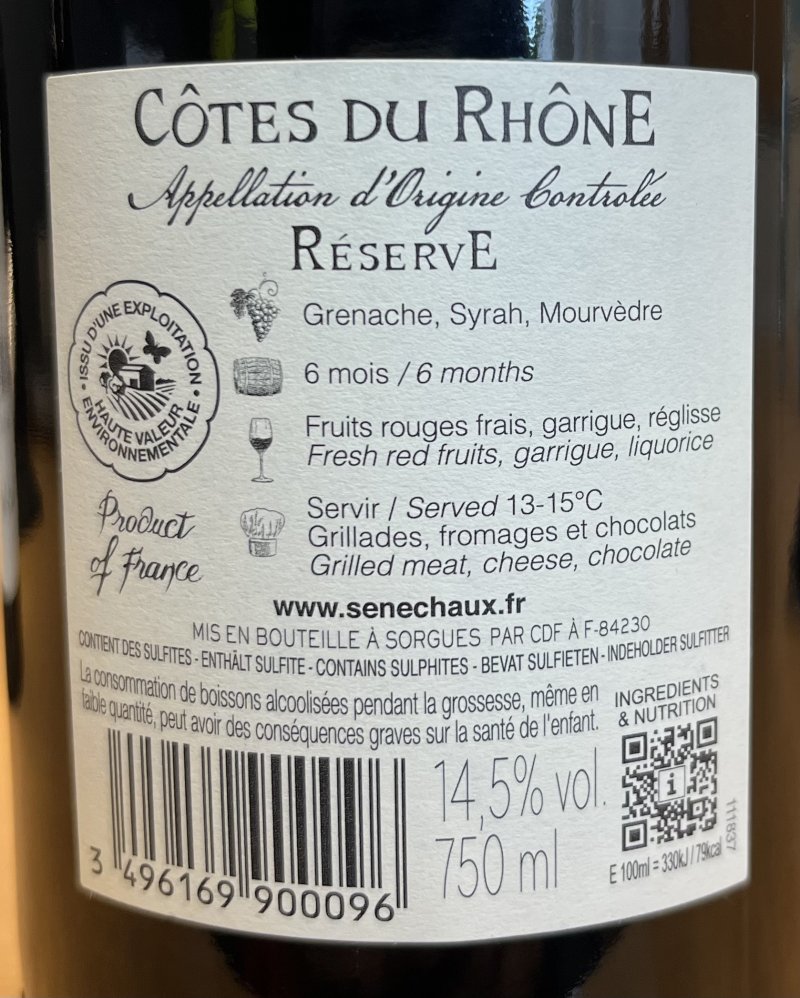 CÔTES DU RHÔNE
Appellation d'Origine Contrôlée
RÉSERVE
ISSU D'UNE EXPLOITATION
HAUTE VALEUR
ENVIRONNEMENTALE
Grenache, Syrah, Mourvèdre
6 mois / 6 months
Fruits rouges frais, garrigue, réglisse
Fresh red fruits, garrigue, liquorice
Product
of France
Servir / Served 13-15°C
Grillades, fromages et chocolats
Grilled meat, cheese, chocolate
www.senechaux.fr
MIS EN BOUTEILLE À SORGUES PAR CDF À F-84230
CONTIENT DES SULFITES - ENTHÄLT SULFITE - CONTAINS SULPHITES - BEVAT SULFIETEN - INDEHOLDER SULFITTER
La consommation de boissons alcoolisées pendant la grossesse, même en
faible quantité, peut avoir des conséquences graves sur la santé de l'enfant.
INGREDIENTS
& NUTRITION
i
14,5% vol.
750 ml
111837
E 100ml = 330kJ / 79kcal
3 496169 900096